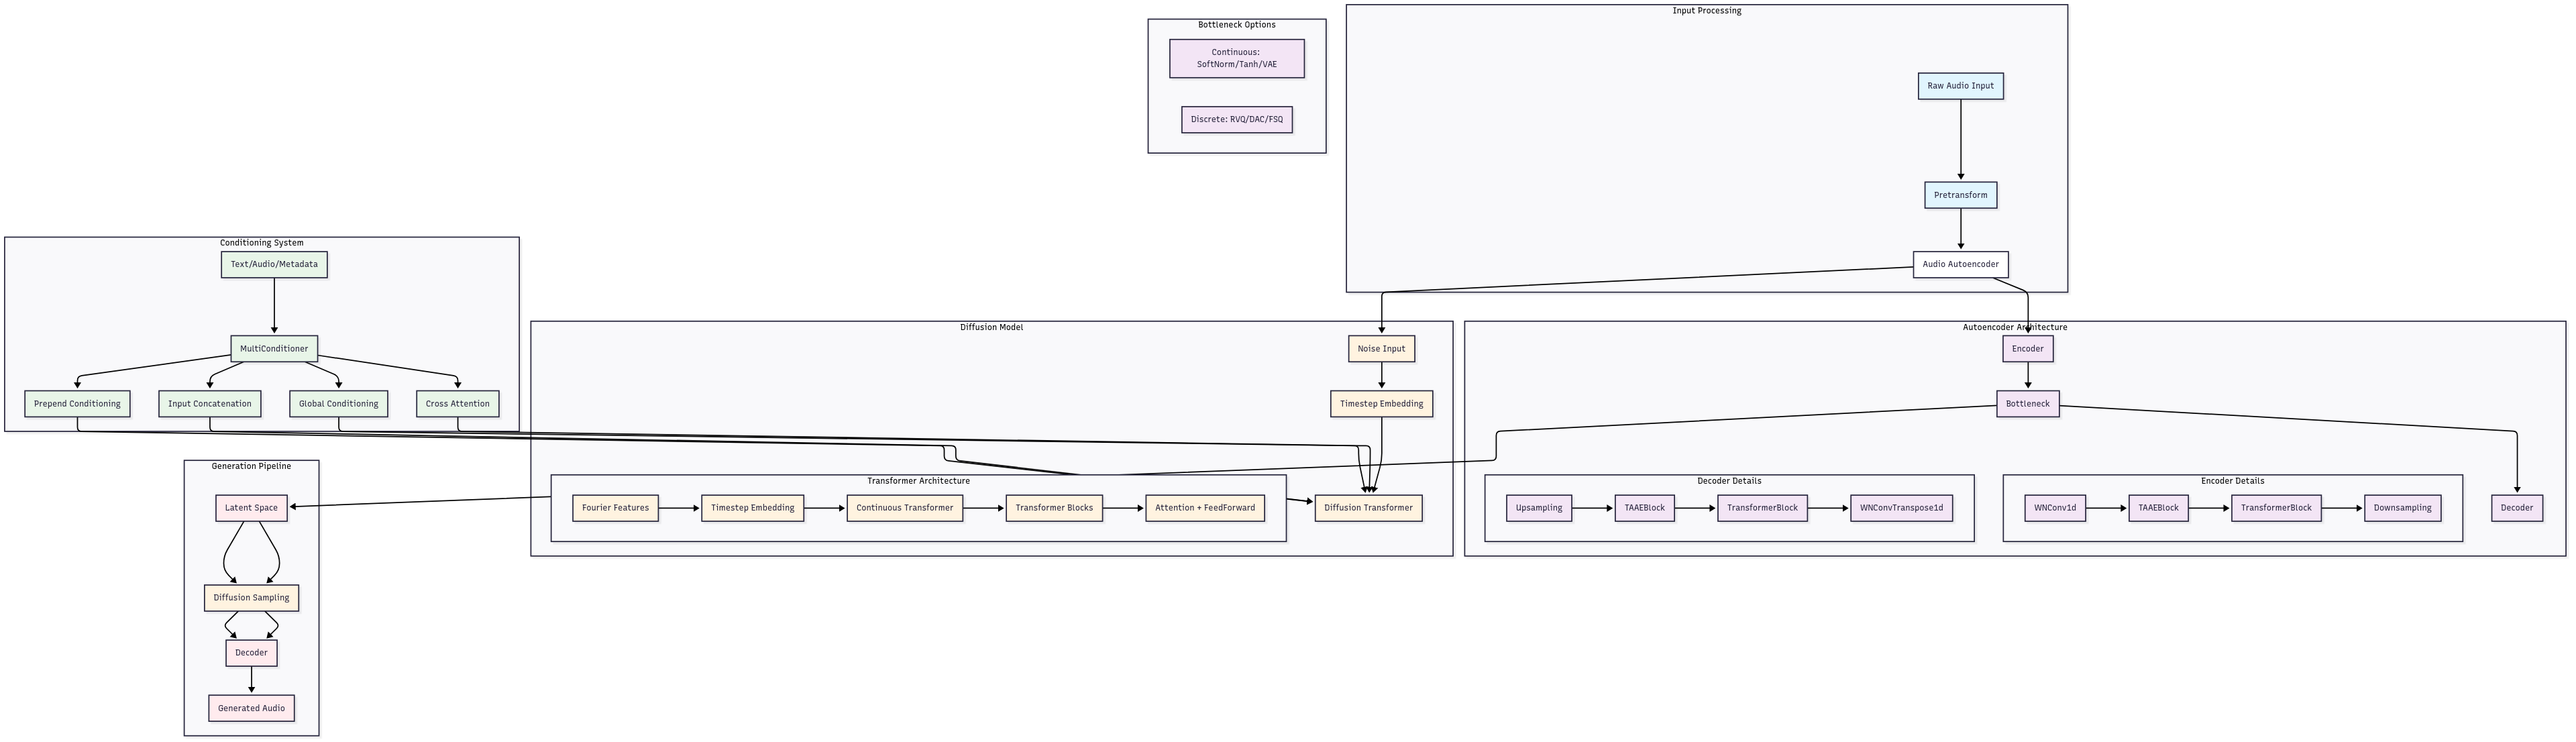 Input Processing
Raw Audio Input
Pretransform
Audio Autoencoder
Bottleneck Options
Continuous:
SoftNorm/Tanh/VAE
Discrete: RVQ/DAC/FSQ
Conditioning System
Text/Audio/Metadata
MultiConditioner
Prepend Conditioning
Input Concatenation
Global Conditioning
Cross Attention
Diffusion Model
Noise Input
Timestep Embedding
Transformer Architecture
Fourier Features
Timestep Embedding
Continuous Transformer
Transformer Blocks
Attention + FeedForward
Diffusion Transformer
Autoencoder Architecture
Encoder
Bottleneck
Decoder Details
Upsampling
TAAEBlock
TransformerBlock
WNConvTranspose1d
Encoder Details
WNConv1d
TAAEBlock
TransformerBlock
Downsampling
Decoder
Generation Pipeline
Latent Space
Diffusion Sampling
Decoder
Generated Audio